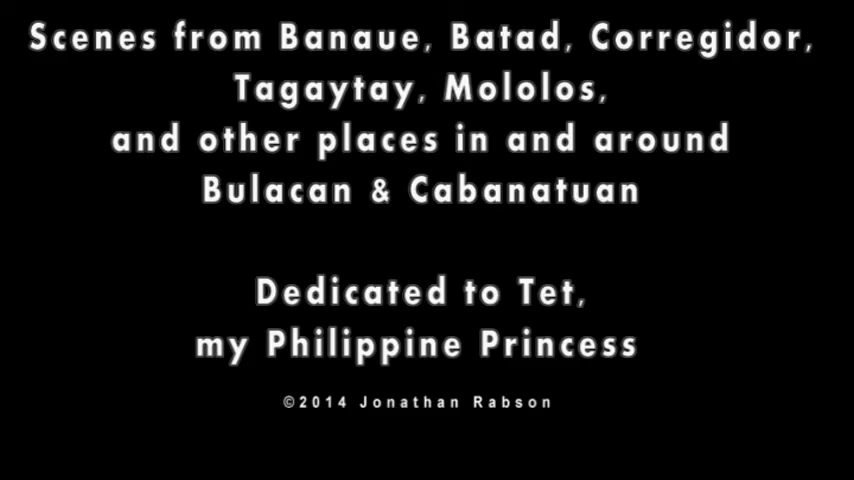 Scenes from Banaue, Batad, Corregidor,
Tagaytay, Mololos,
and other places in and around
Bulacan & Cabanatuan
Dedicated to Tet,
my Philippine Princess
©2014 Jonathan Rabson